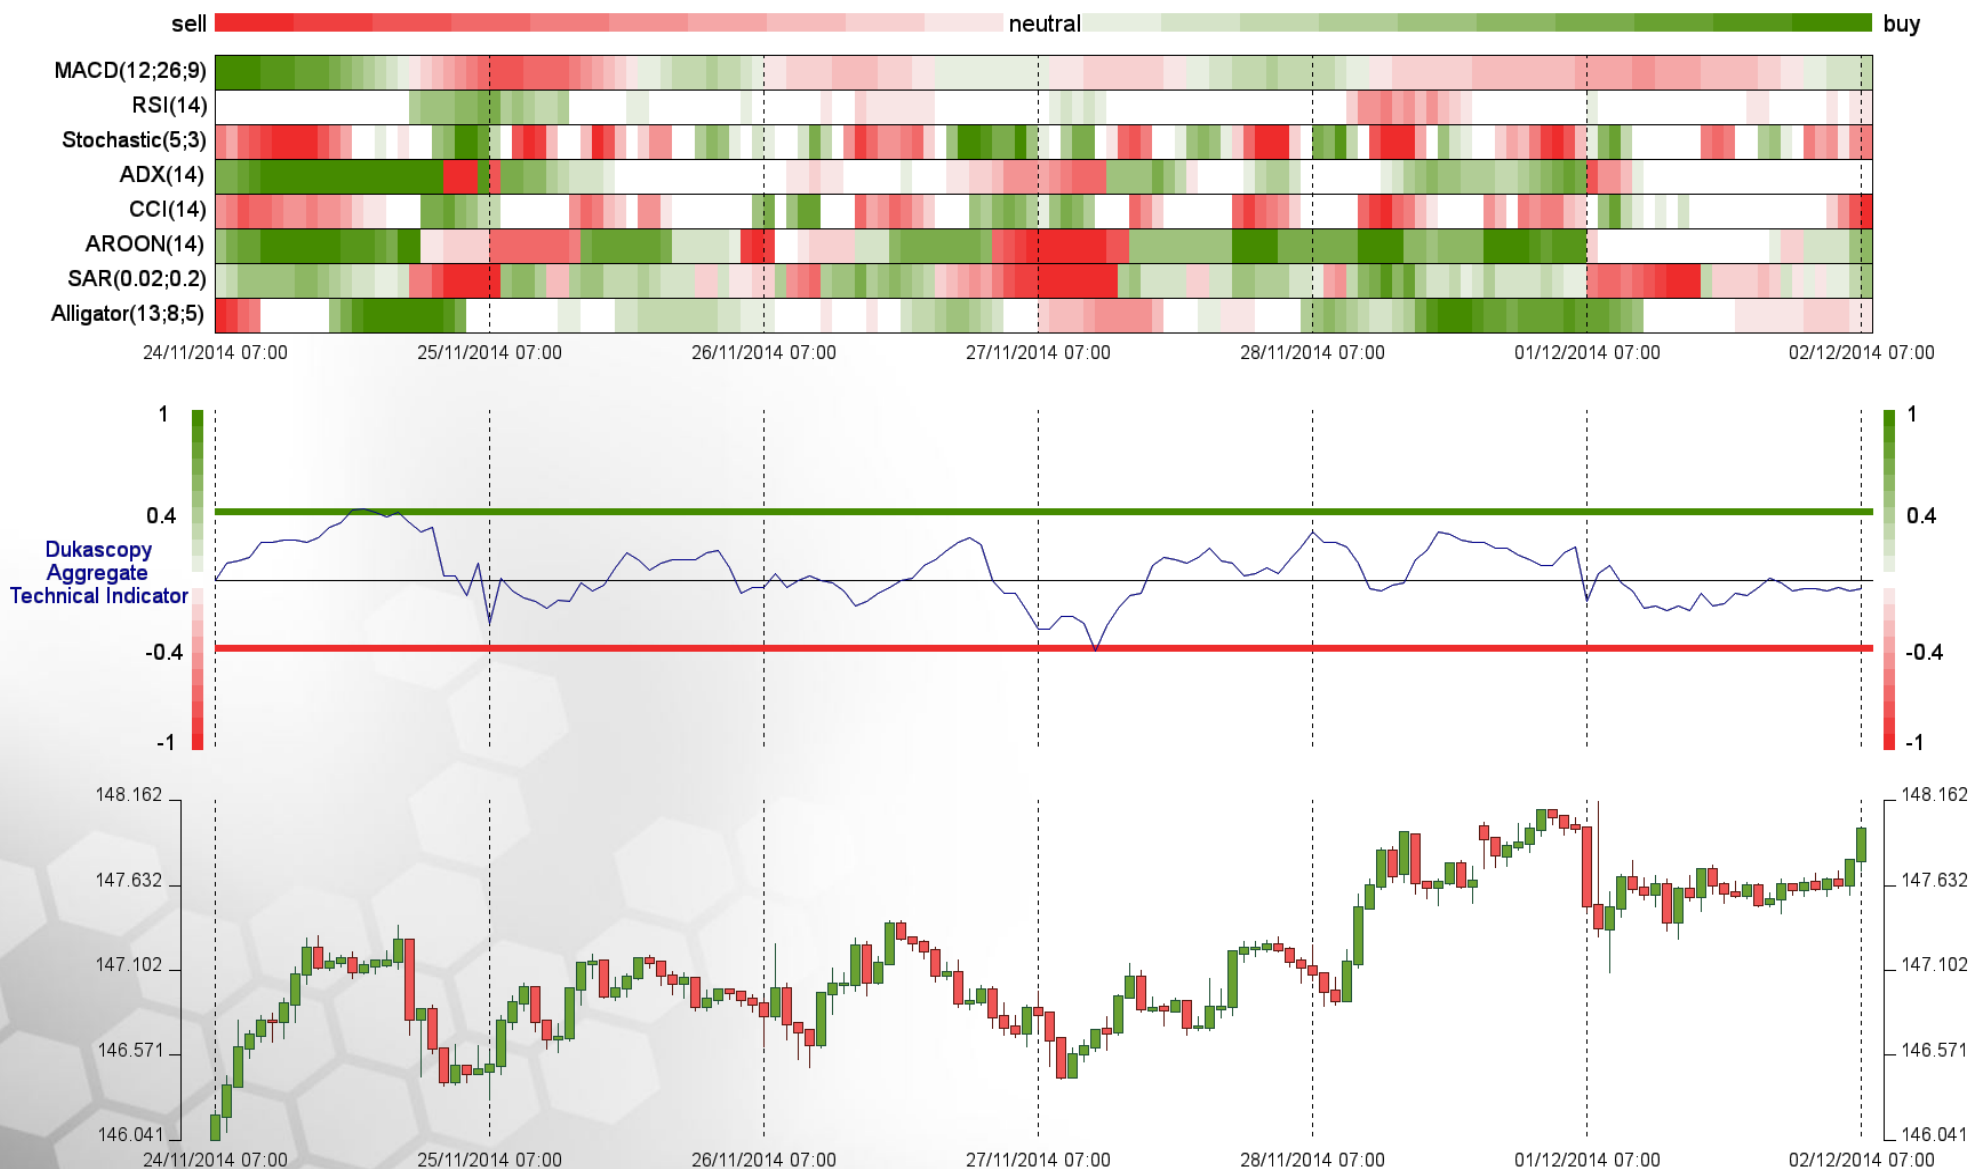 sell neutral buy
MACD(12;26;9)
RSI(14)
Stochastic(5;3)
ADX(14)
CCI(14)
AROON(14)
SAR(0.02;0.2)
Alligator(13;8;5)
24/11/2014 07:00 25/11/2014 07:00 26/11/2014 07:00 27/11/2014 07:00 28/11/2014 07:00 01/12/2014 07:00 02/12/2014 07:00
1 1
0.4 0.4
Dukascopy
Aggregate
Technical Indicator
-0.4 -0.4
-1 -1
148.162 148.162
147.632 147.632
147.102 147.102
146.571 146.571
146.041 146.041
24/11/2014 07:00 25/11/2014 07:00 26/11/2014 07:00 27/11/2014 07:00 28/11/2014 07:00 01/12/2014 07:00 02/12/2014 07:00